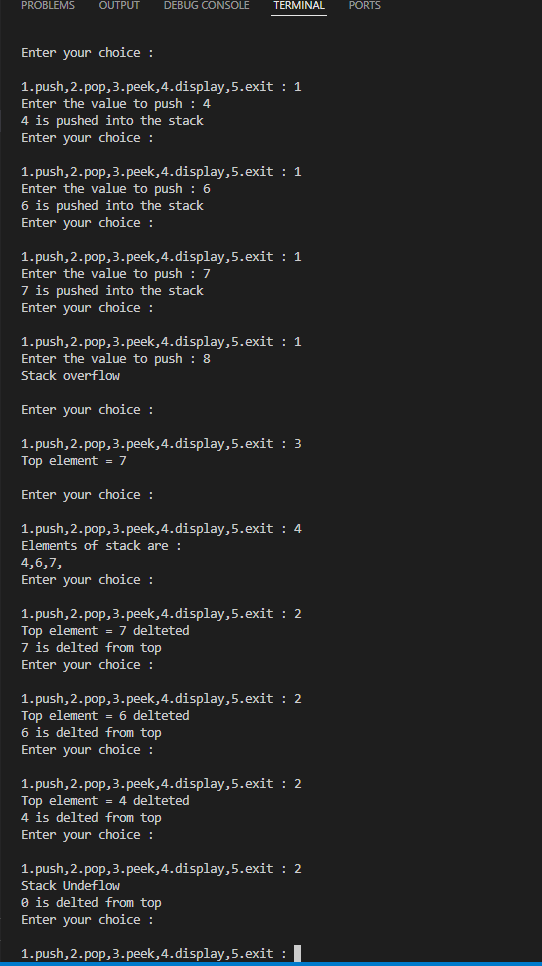 PROBLEMS OUTPUT DEBUG CONSOLE TERMINAL PORTS
Enter your choice :
1.push,2.pop,3.peek,4.display,5.exit : 1
Enter the value to push : 4
4 is pushed into the stack
Enter your choice :
1.push,2.pop,3.peek,4.display,5.exit : 1
Enter the value to push : 6
6 is pushed into the stack
Enter your choice :
1.push,2.pop,3.peek,4.display,5.exit : 1
Enter the value to push : 7
7 is pushed into the stack
Enter your choice :
1.push,2.pop,3.peek,4.display,5.exit : 1
Enter the value to push : 8
Stack overflow
Enter your choice :
1.push,2.pop,3.peek,4.display,5.exit : 3
Top element = 7
Enter your choice :
1.push,2.pop,3.peek,4.display,5.exit : 4
Elements of stack are :
4,6,7,
Enter your choice :
1.push,2.pop,3.peek,4.display,5.exit : 2
Top element = 7 delteted
7 is delted from top
Enter your choice :
1.push,2.pop,3.peek,4.display,5.exit : 2
Top element = 6 delteted
6 is delted from top
Enter your choice :
1.push,2.pop,3.peek,4.display,5.exit : 2
Top element = 4 delteted
4 is delted from top
Enter your choice :
1.push,2.pop,3.peek,4.display,5.exit : 2
Stack Undeflow
0 is delted from top
Enter your choice :
1.push,2.pop,3.peek,4.display,5.exit :